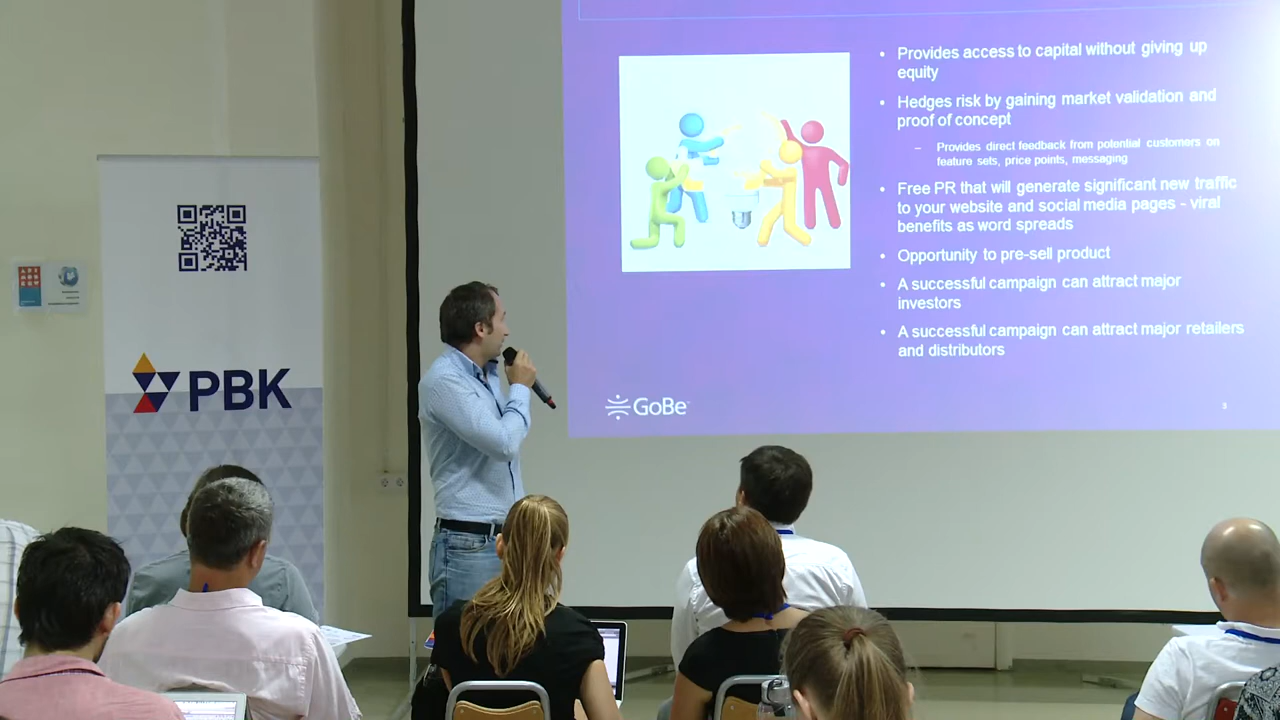 Provides access to capital without giving up
equity
Hedges risk by gaining market validation and
proof of concept
– Provides direct feedback from potential customers on
feature sets, price points, messaging
Free PR that will generate significant new traffic
to your website and social media pages - viral
benefits as word spreads
Opportunity to pre-sell product
A successful campaign can attract major
investors
A successful campaign can attract major retailers
and distributors
GoBe™
3
PBK